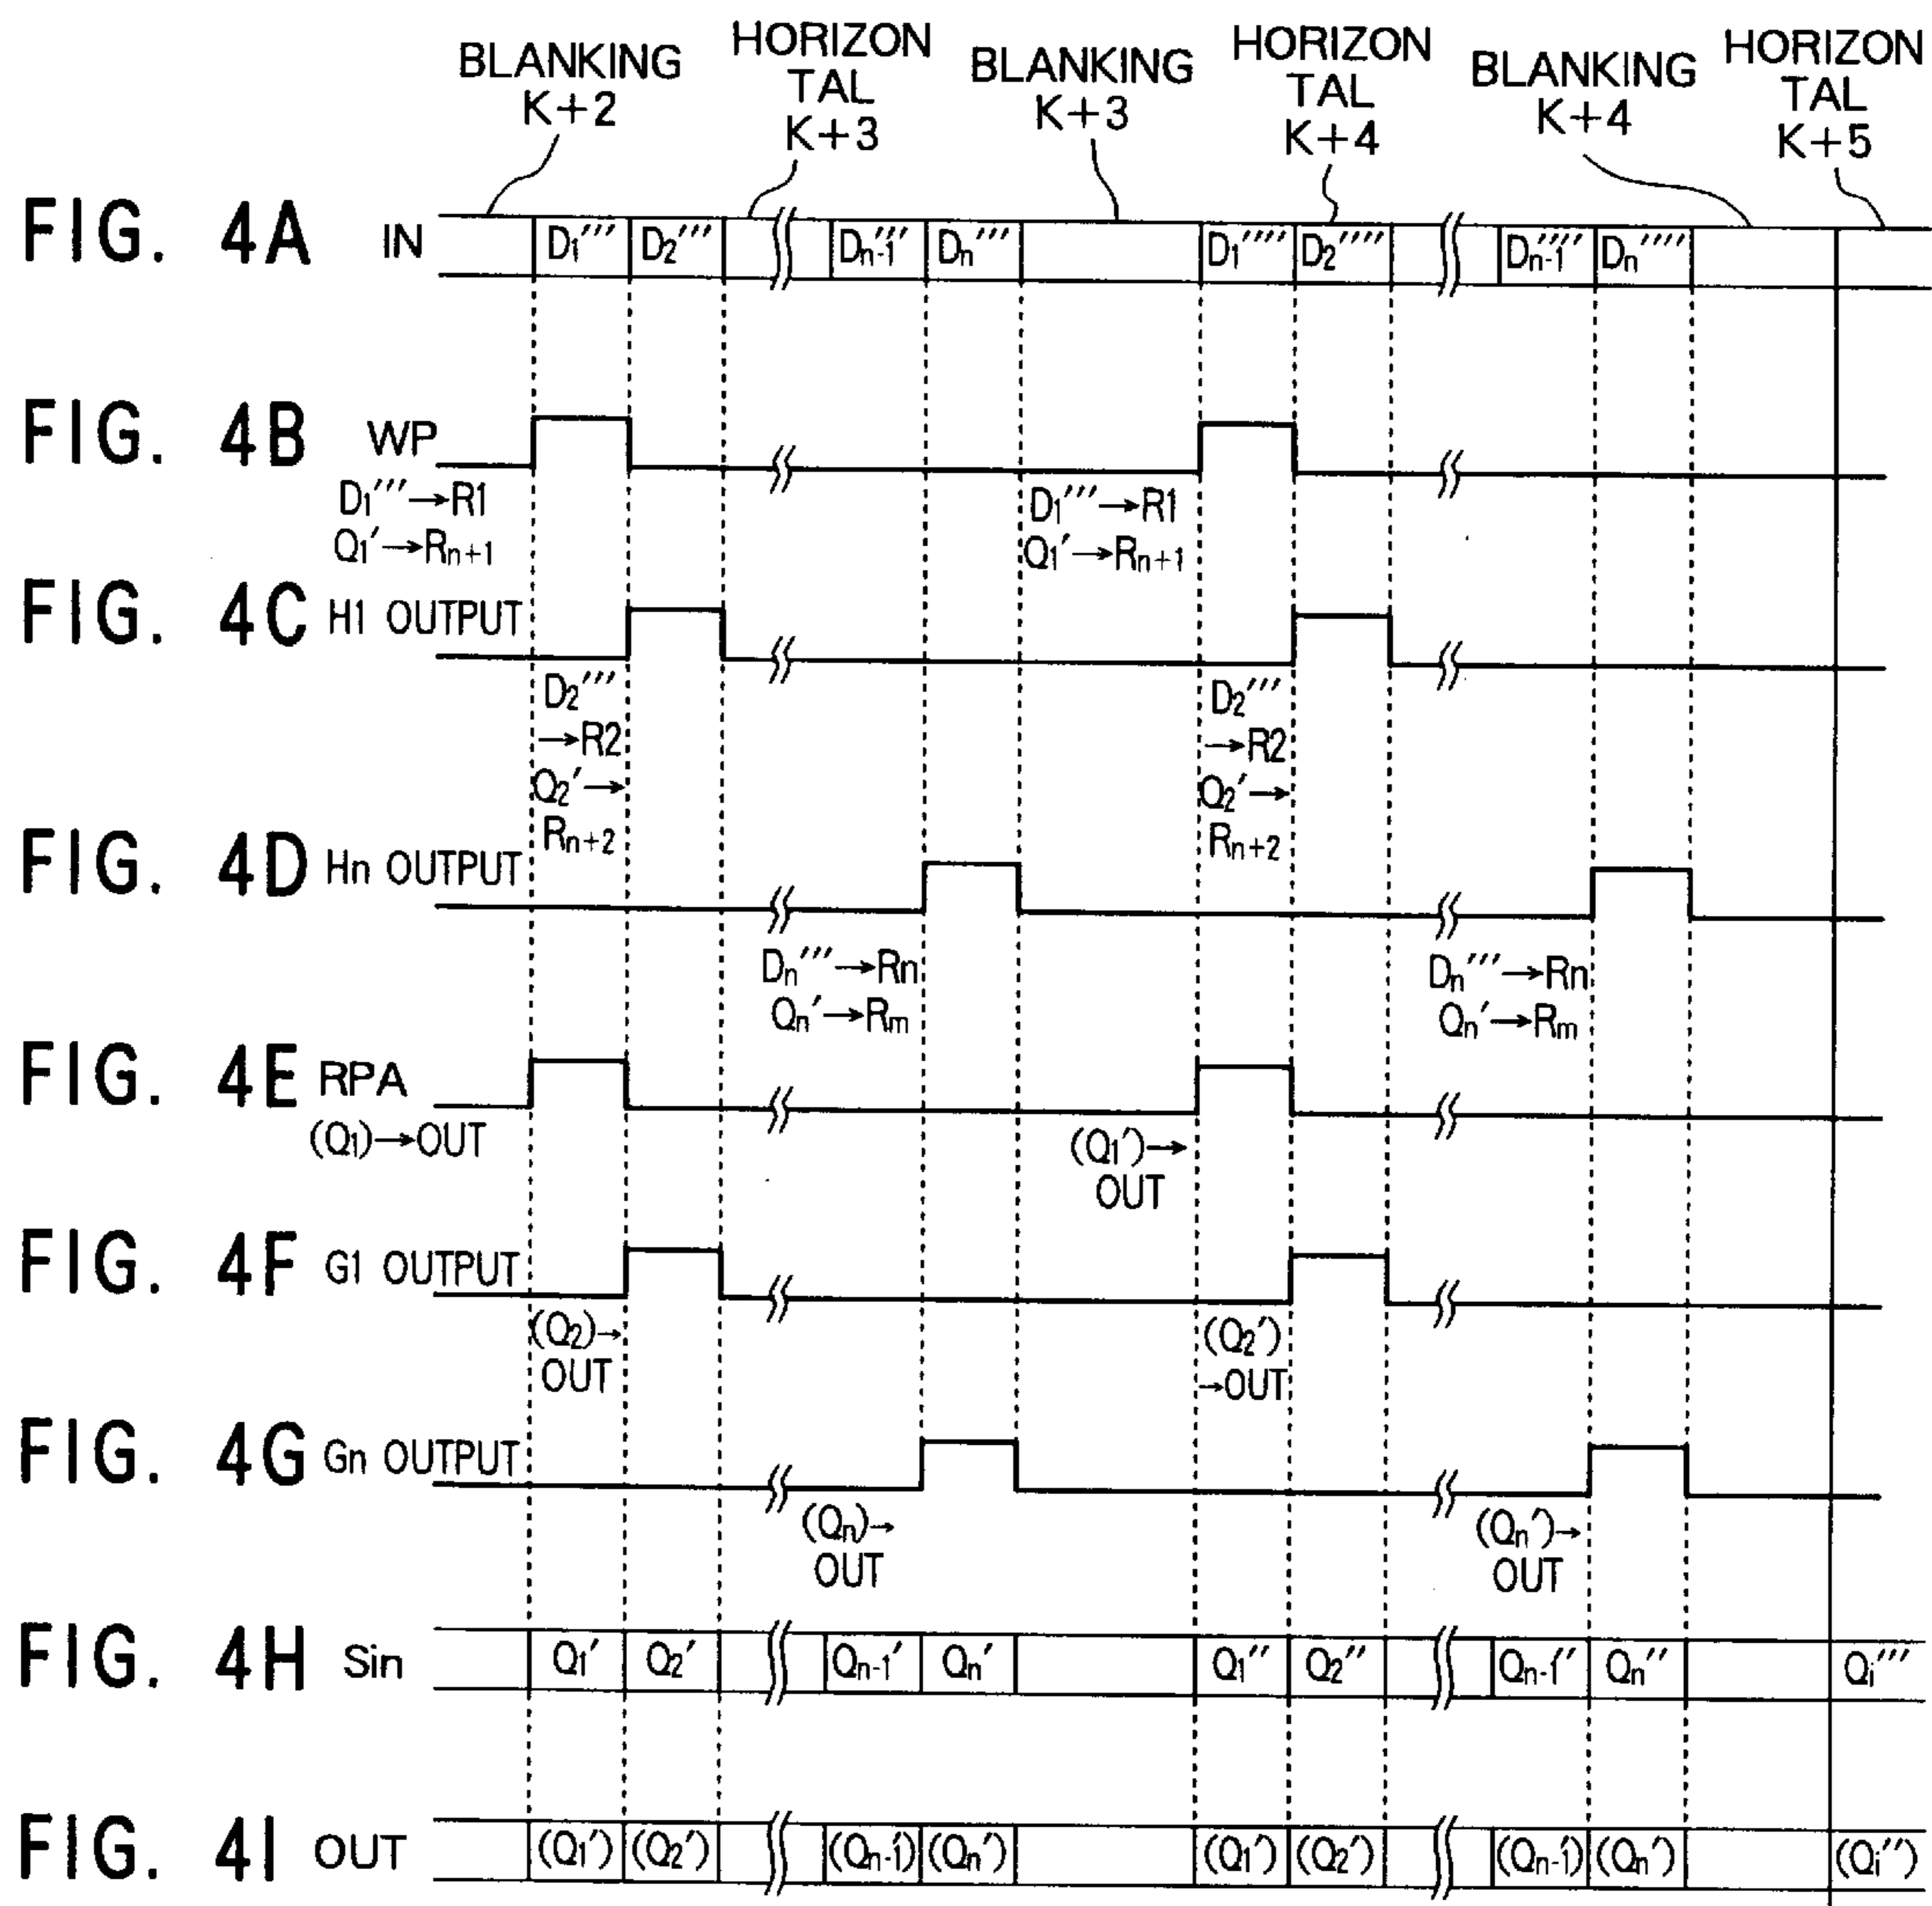 BLANKING
K+2
HORIZON
TAL
K+3
BLANKING
K+3
HORIZON
TAL
K+4
BLANKING
K+4
HORIZON
TAL
K+5
FIG. 4A IN D1''' D2''' Dn-1''' Dn''' D1'''' D2'''' Dn-1'''' Dn''''
FIG. 4B WP
D1'''→R1 D1'''→R1
Q1'→Rn+1 Q1'→Rn+1
FIG. 4C H1 OUTPUT
D2''' D2'''
→R2 →R2
Q2'→ Q2'→
Rn+2 Rn+2
FIG. 4D Hn OUTPUT
Dn'''→Rn Dn'''→Rn
Qn'→Rm Qn'→Rm
FIG. 4E RPA
(Q1)→OUT (Q1')→
OUT
FIG. 4F G1 OUTPUT
(Q2)→ (Q2')
OUT →OUT
FIG. 4G Gn OUTPUT
(Qn)→ (Qn')→
OUT OUT
FIG. 4H Sin Q1' Q2' Qn-1' Qn' Q1'' Q2'' Qn-1'' Qn'' Qi'''
FIG. 4I OUT (Q1') (Q2') (Qn-1') (Qn') (Q1') (Q2') (Qn-1') (Qn') (Qi'')